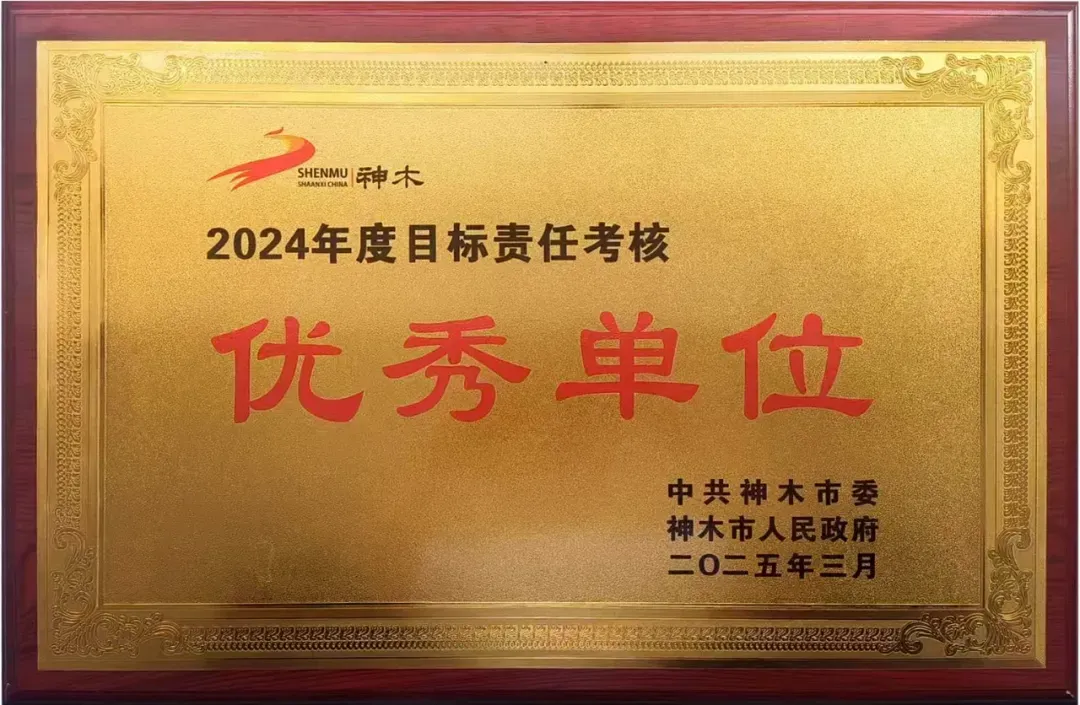 SHENMU
SHAANXI CHINA
神木
2024年度目标责任考核
优秀单位
中共神木市委
神木市人民政府
二〇二五年三月